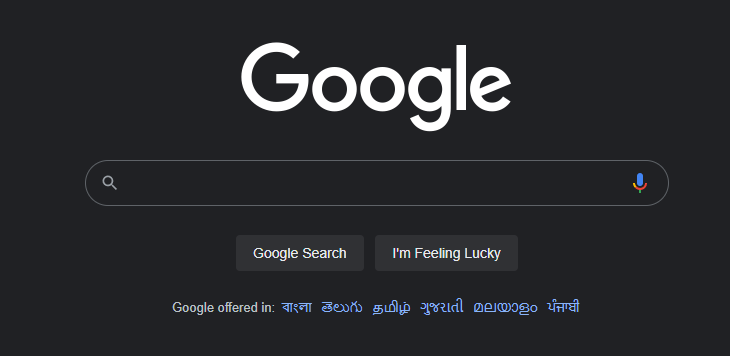 Google
Google Search I'm Feeling Lucky
Google offered in: বাংলা తెలుగు தமிழ் ગુજરાતી മലയാളം ਪੰਜਾਬੀ